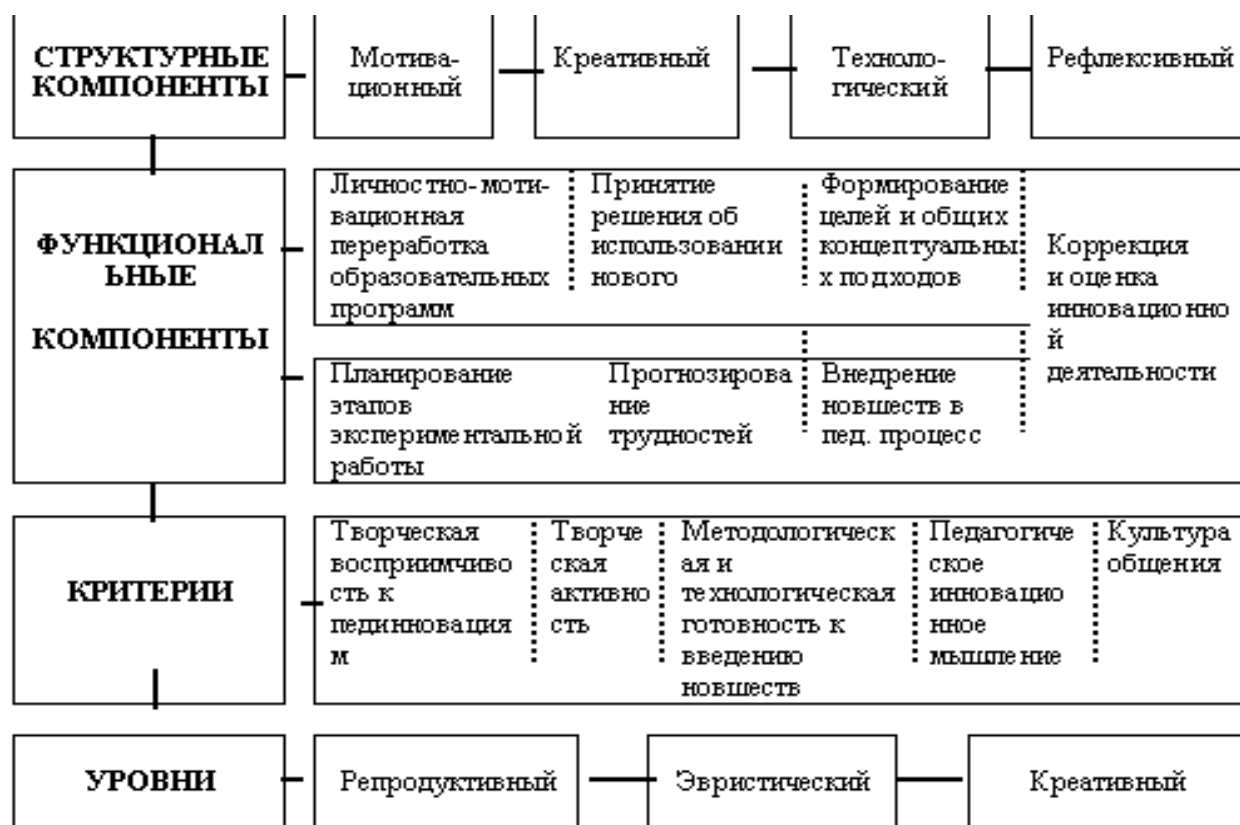 СТРУКТУРНЫЕ
КОМПОНЕНТЫ
Мотива-
ционный
Креативный
Техноло-
гический
Рефлексивный
ФУНКЦИОНАЛ
ЬНЫЕ
КОМПОНЕНТЫ
Личностно-моти-
вационная
переработка
образовательных
программ
Принятие
решения об
использовании
нового
Формирование
целей и общих
концептуальны
х подходов
Коррекция
и оценка
инновационно
й
деятельности
Планирование
этапов
экспериментальной
работы
Прогнозирова
ние
трудностей
Внедрение
новшеств в
пед. процесс
КРИТЕРИИ
Творческая
восприимчиво
сть к
пединновация
м
Творче
ская
активно
сть
Методологическ
ая и
технологическая
готовность к
введению
новшеств
Педагогиче
ское
инновацио
нное
мышление
Культура
общения
УРОВНИ
Репродуктивный
Эвристический
Креативный